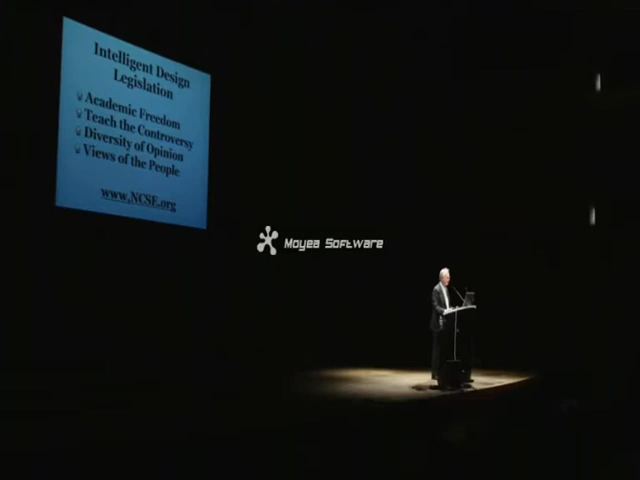 Intelligent Design
Legislation
Academic Freedom
Teach the Controversy
Diversity of Opinion
Views of the People
www.NCSE.org
Moyea Software